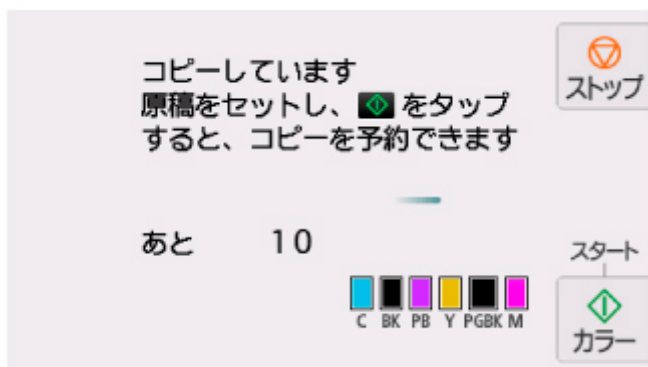 コピーしています
原稿をセットし、 をタップ
すると、コピーを予約できます
ストップ
あと 10
スタート
C BK PB Y PGBK M
カラー